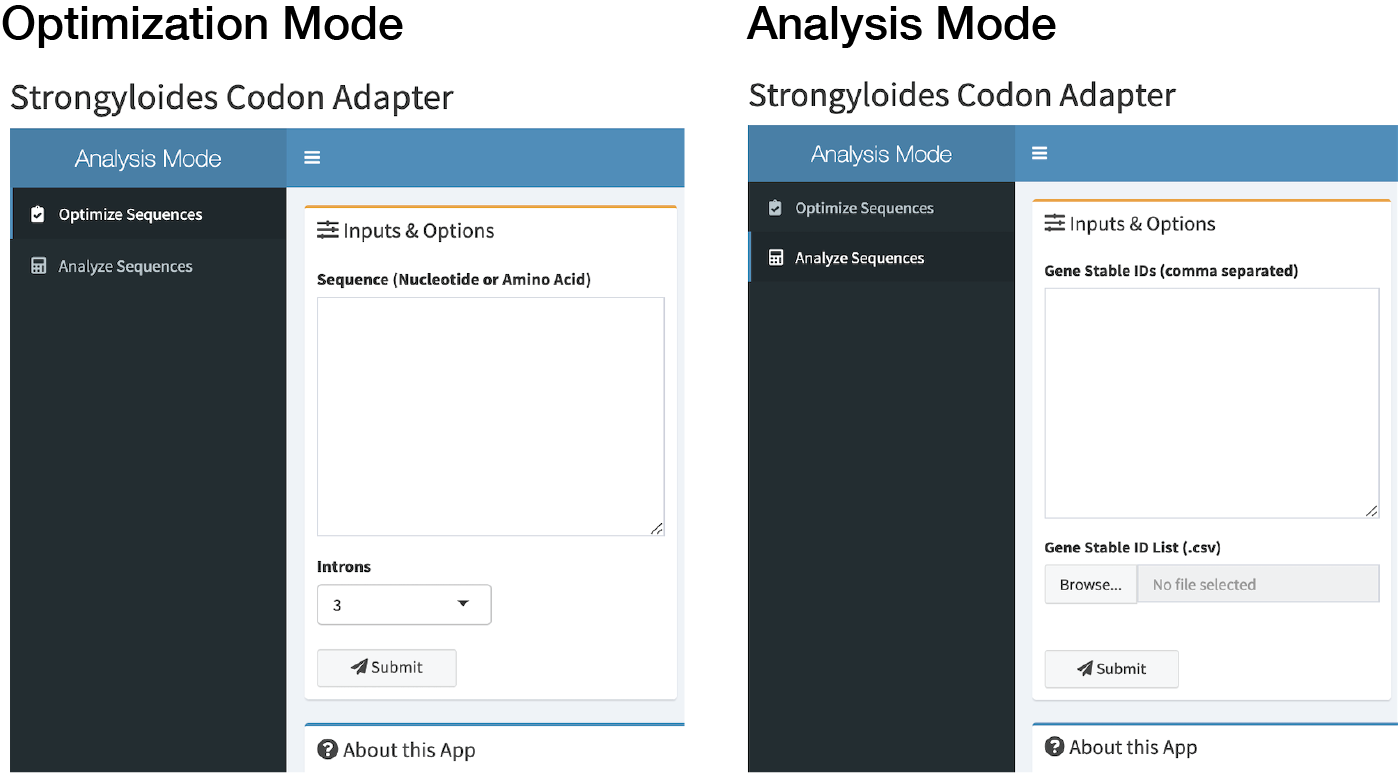 Optimization Mode
Strongyloides Codon Adapter
Analysis Mode
Optimize Sequences
Analyze Sequences
Inputs & Options
Sequence (Nucleotide or Amino Acid)
Introns
3
Submit
About this App
Analysis Mode
Strongyloides Codon Adapter
Analysis Mode
Optimize Sequences
Analyze Sequences
Inputs & Options
Gene Stable IDs (comma separated)
Gene Stable ID List (.csv)
Browse... No file selected
Submit
About this App